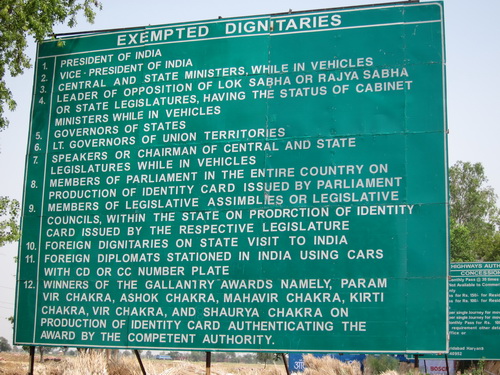 EXEMPTED DIGNITARIES
1. PRESIDENT OF INDIA
2. VICE-PRESIDENT OF INDIA
3. CENTRAL AND STATE MINISTERS, WHILE IN VEHICLES
4. LEADER OF OPPOSITION OF LOK SABHA OR RAJYA SABHA
OR STATE LEGISLATURES, HAVING THE STATUS OF CABINET
MINISTERS WHILE IN VEHICLES
5. GOVERNORS OF STATES
6. LT. GOVERNORS OF UNION TERRITORIES
7. SPEAKERS OR CHAIRMAN OF CENTRAL AND STATE
LEGISLATURES WHILE IN VEHICLES
8. MEMBERS OF PARLIAMENT IN THE ENTIRE COUNTRY ON
PRODUCTION OF IDENTITY CARD ISSUED BY PARLIAMENT
9. MEMBERS OF LEGISLATIVE ASSEMBLIES OR LEGISLATIVE
COUNCILS, WITHIN THE STATE ON PRODRCTION OF IDENTITY
CARD ISSUED BY THE RESPECTIVE LEGISLATURE
10. FOREIGN DIGNITARIES ON STATE VISIT TO INDIA
11. FOREIGN DIPLOMATS STATIONED IN INDIA USING CARS
WITH CD OR CC NUMBER PLATE
12. WINNERS OF THE GALLANTRY AWARDS NAMELY, PARAM
VIR CHAKRA, ASHOK CHAKRA, MAHAVIR CHAKRA, KIRTI
CHAKRA, VIR CHAKRA, AND SHAURYA CHAKRA ON
PRODUCTION OF IDENTITY CARD AUTHENTICATING THE
AWARD BY THE COMPETENT AUTHORITY.
HIGHWAYS AUTH
CONCESSION